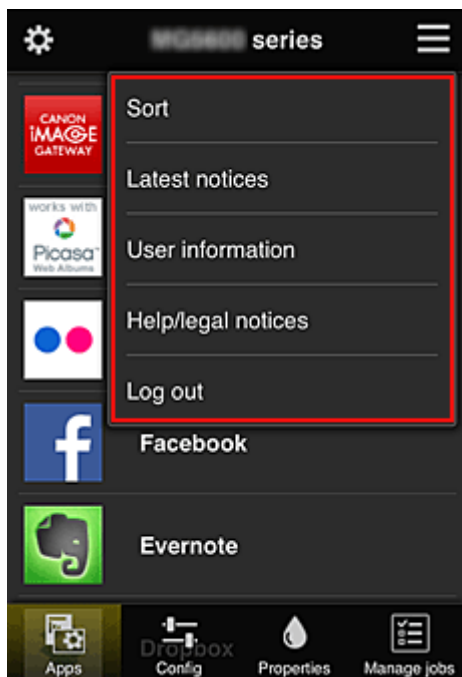 series
Sort
CANON
iMAGE
GATEWAY
Latest notices
works with
Picasa™
Web Albums
User information
Help/legal notices
Log out
Facebook
Evernote
Dropbox
Apps
Config
Properties
Manage jobs